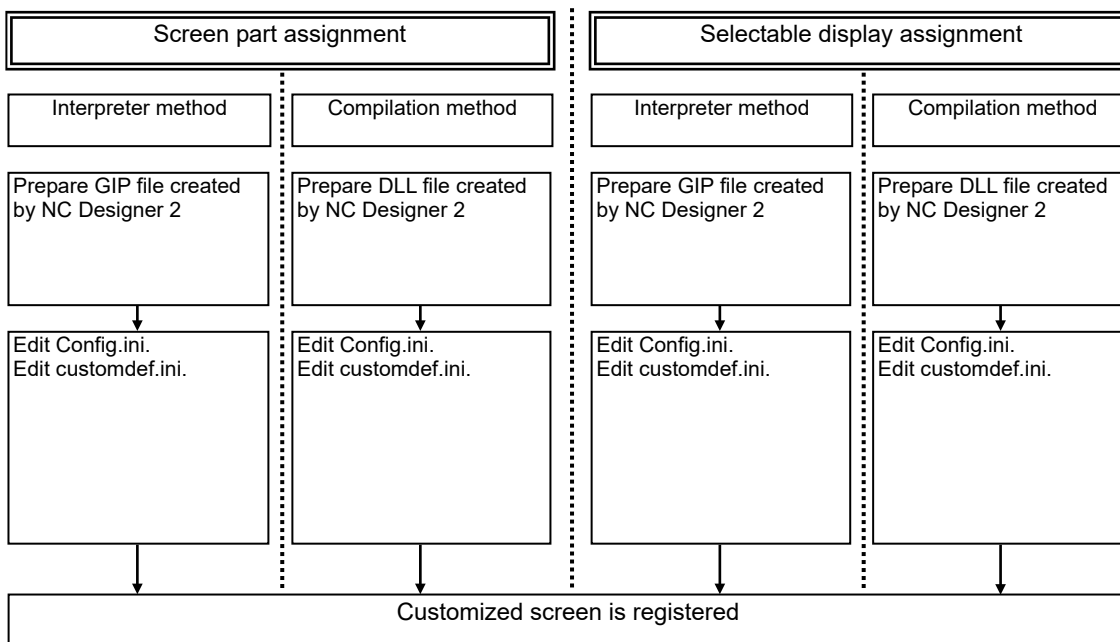 Screen part assignment
Selectable display assignment
Interpreter method
Compilation method
Interpreter method
Compilation method
Prepare GIP file created
by NC Designer 2
Prepare DLL file created
by NC Designer 2
Prepare GIP file created
by NC Designer 2
Prepare DLL file created
by NC Designer 2
Edit Config.ini.
Edit customdef.ini.
Edit Config.ini.
Edit customdef.ini.
Edit Config.ini.
Edit customdef.ini.
Edit Config.ini.
Edit customdef.ini.
Customized screen is registered